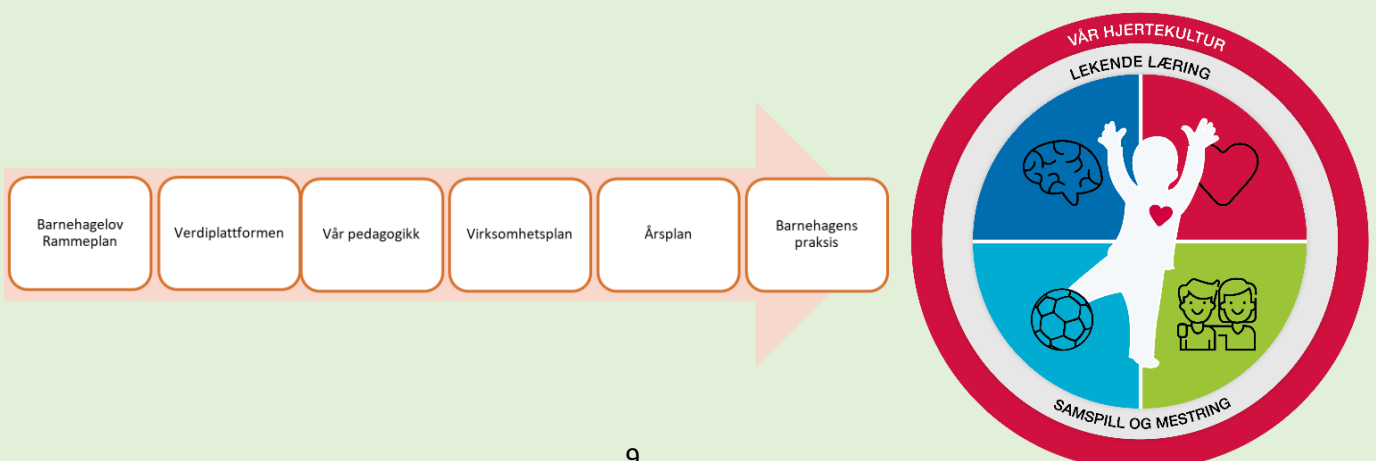 VÅR HJERTEKULTUR
LEKENDE LÆRING
Barnehagelov
Rammeplan
Verdiplattformen
Vår pedagogikk
Virksomhetsplan
Årsplan
Barnehagens
praksis
SAMSPILL OG MESTRING
9